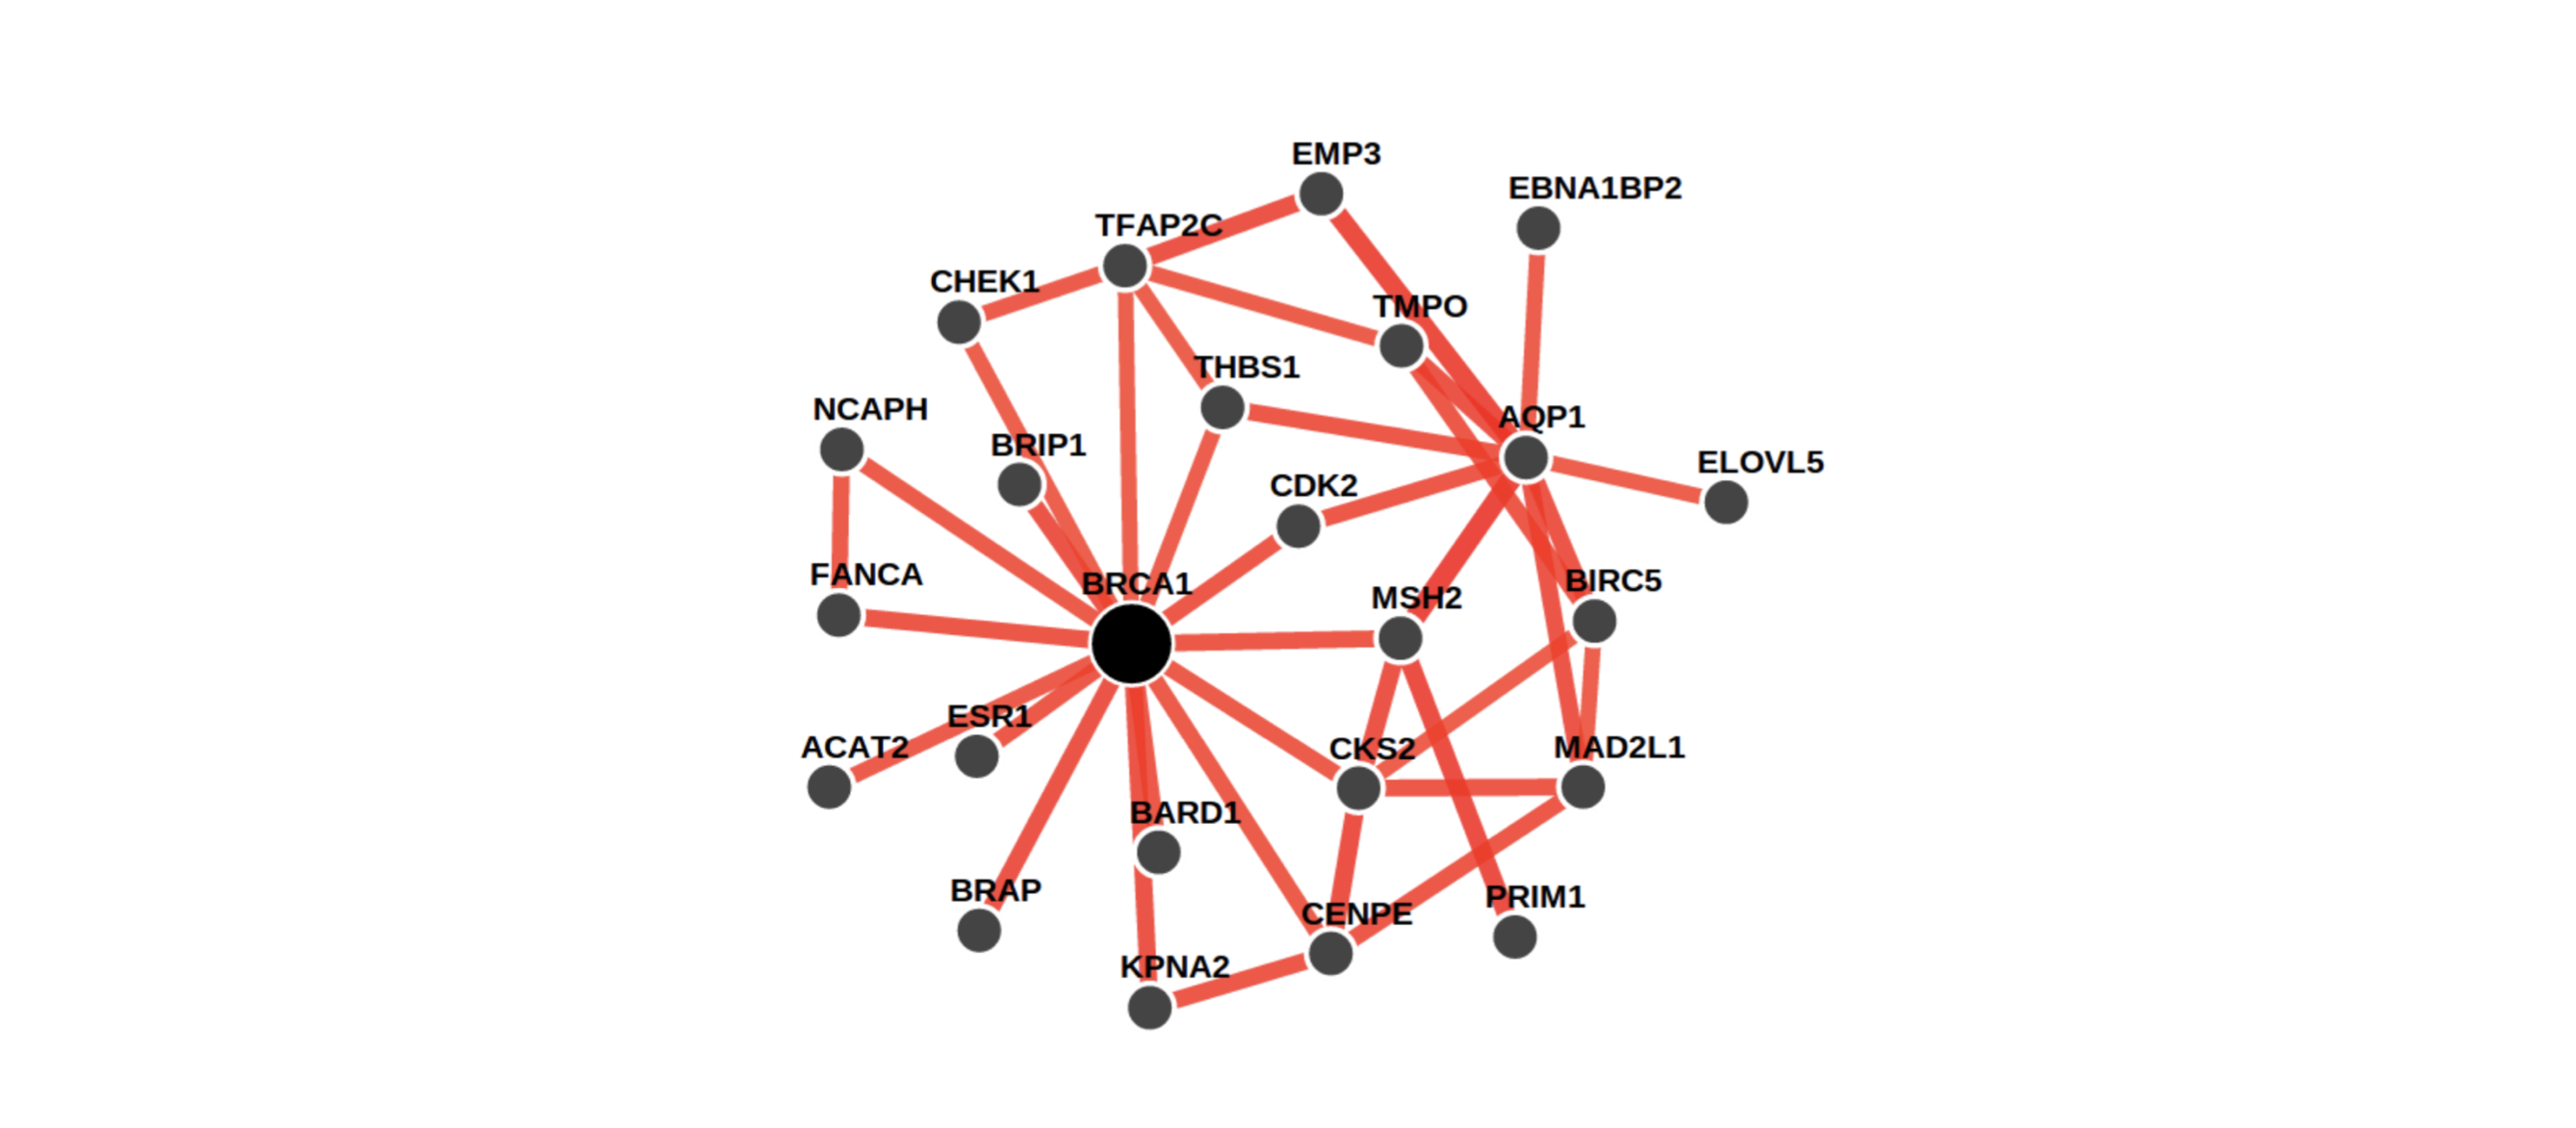 EMP3
EBNA1BP2
TFAP2C
CHEK1
TMPO
THBS1
NCAPH
AQP1
BRIP1
ELOVL5
CDK2
FANCA
BRCA1
BIRC5
MSH2
ESR1
ACAT2
CKS2
MAD2L1
BARD1
BRAP
PRIM1
CENPE
KPNA2